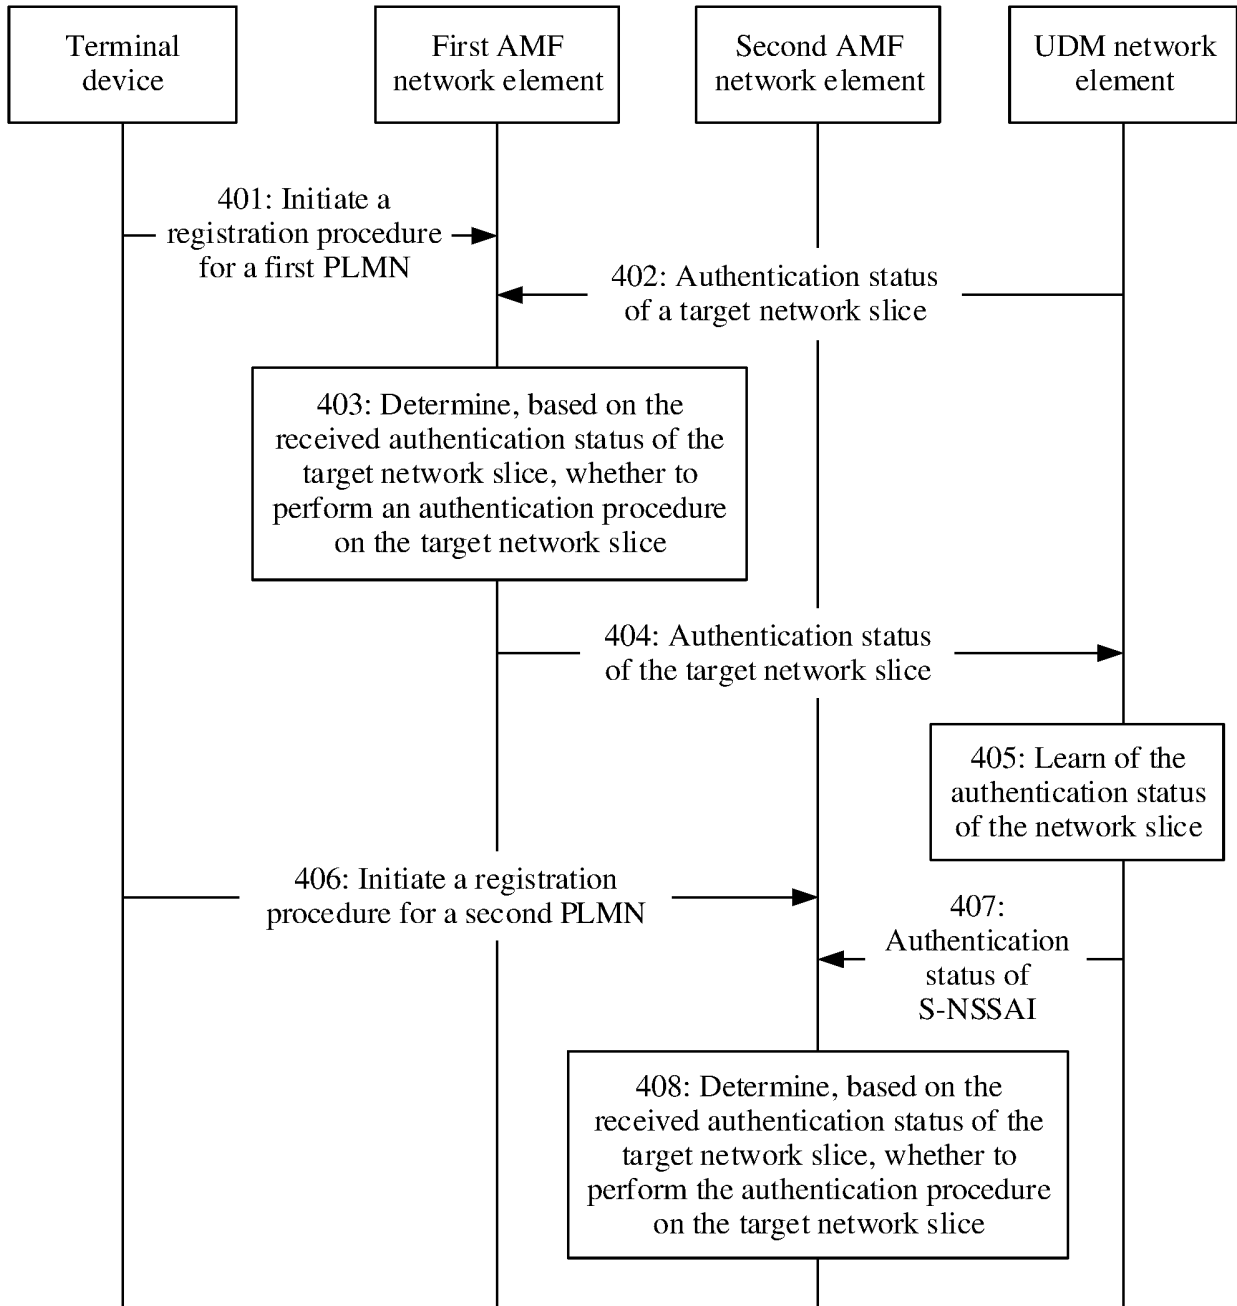 Terminal
device
First AMF
network element
Second AMF
network element
UDM network
element
401: Initiate a
registration procedure
for a first PLMN
402: Authentication status
of a target network slice
403: Determine, based on the
received authentication status of the
target network slice, whether to
perform an authentication procedure
on the target network slice
404: Authentication status
of the target network slice
405: Learn of the
authentication status
of the network slice
406: Initiate a registration
procedure for a second PLMN
407:
Authentication
status of
S-NSSAI
408: Determine, based on the
received authentication status of the
target network slice, whether to
perform the authentication procedure
on the target network slice